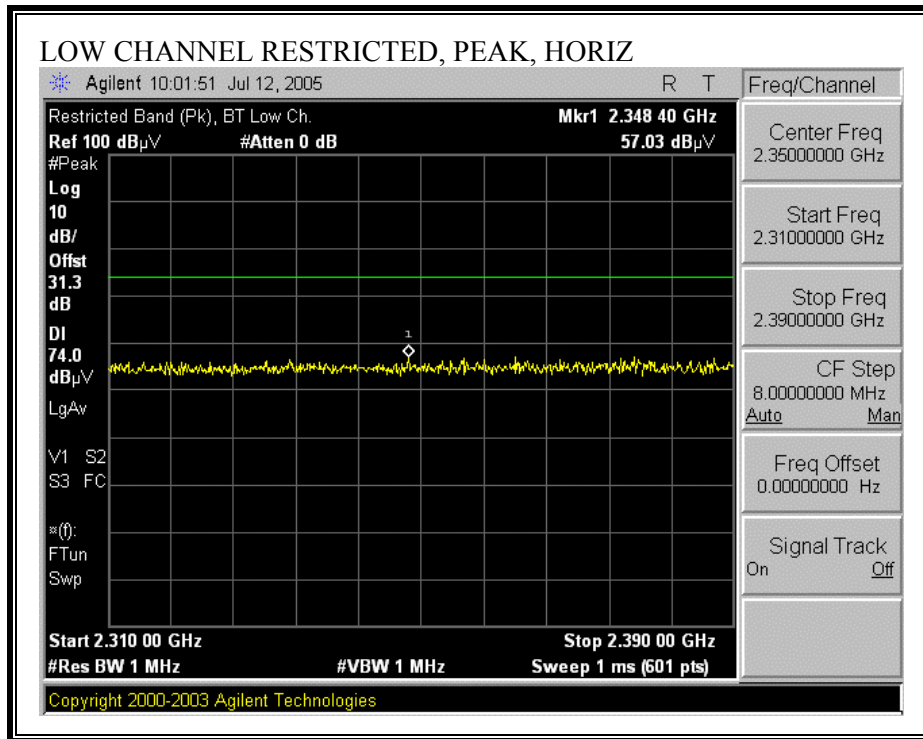 LOW CHANNEL RESTRICTED, PEAK, HORIZ
Agilent 10:01:51 Jul 12, 2005 R T
Restricted Band (Pk), BT Low Ch. Mkr1 2.348 40 GHz
Ref 100 dBµV #Atten 0 dB 57.03 dBµV
#Peak
Log
10
dB/
Offst
31.3
dB
DI
74.0
dBµV
LgAv
V1 S2
S3 FC
¤(f):
FTun
Swp
1
Start 2.310 00 GHz Stop 2.390 00 GHz
#Res BW 1 MHz #VBW 1 MHz Sweep 1 ms (601 pts)
Copyright 2000-2003 Agilent Technologies
Freq/Channel
Center Freq
2.35000000 GHz
Start Freq
2.31000000 GHz
Stop Freq
2.39000000 GHz
CF Step
8.00000000 MHz
Auto Man
Freq Offset
0.00000000 Hz
Signal Track
On Off